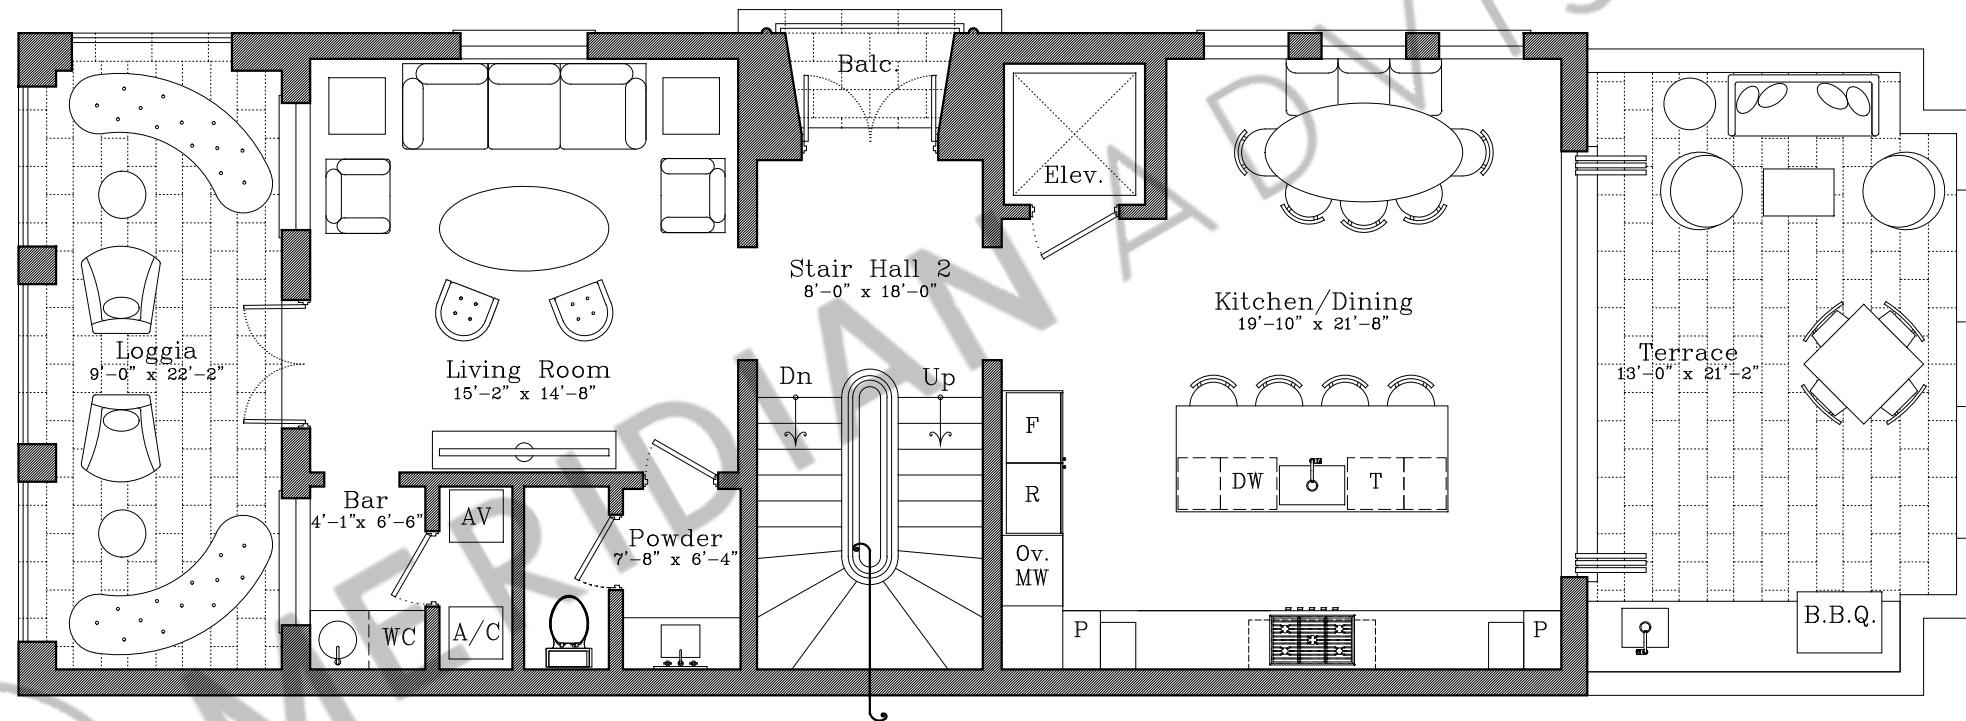 Balc.
Elev.
Stair Hall 2
8'-0" x 18'-0"
Kitchen/Dining
19'-10" x 21'-8"
Loggia
9'-0" x 22'-2"
Living Room
15'-2" x 14'-8"
Terrace
13'-0" x 21'-2"
Dn
Up
F
R
DW
T
Bar
4'-1"x 6'-6"
AV
Powder
7'-8" x 6'-4"
Ov.
MW
WC
A/C
P
P
B.B.Q.
MERIDIAN ADVIS